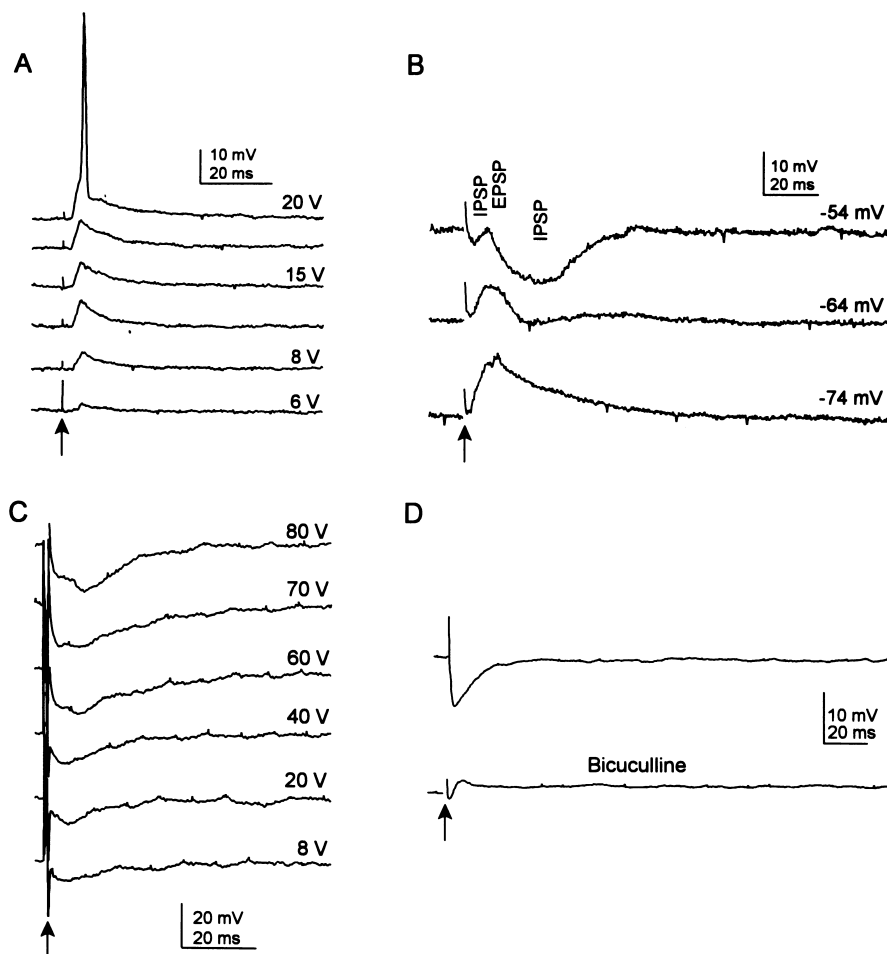 A
10 mV
20 ms
20 V
15 V
8 V
6 V
B
IPSP
EPSP
IPSP
10 mV
20 ms
-54 mV
-64 mV
-74 mV
C
80 V
70 V
60 V
40 V
20 V
8 V
20 mV
20 ms
D
10 mV
20 ms
Bicuculline